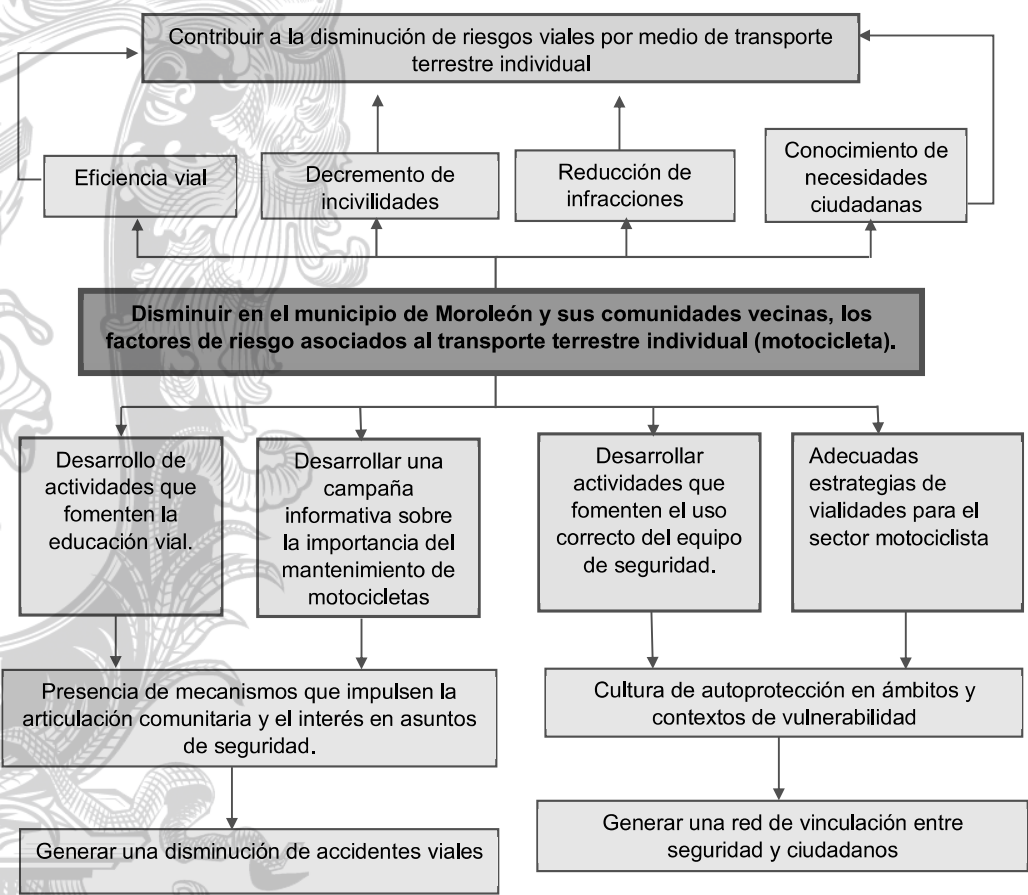 Contribuir a la disminución de riesgos viales por medio de transporte
terrestre individual
Eficiencia vial
Decremento de
incivilidades
Reducción de
infracciones
Conocimiento de
necesidades
ciudadanas
Disminuir en el municipio de Moroleón y sus comunidades vecinas, los
factores de riesgo asociados al transporte terrestre individual (motocicleta).
Desarrollo de
actividades que
fomenten la
educación vial.
Desarrollar una
campaña
informativa sobre
la importancia del
mantenimiento de
motocicletas
Desarrollar
actividades que
fomenten el uso
correcto del equipo
de seguridad.
Adecuadas
estrategias de
vialidades para el
sector motociclista
Presencia de mecanismos que impulsen la
articulación comunitaria y el interés en asuntos
de seguridad.
Cultura de autoprotección en ámbitos y
contextos de vulnerabilidad
Generar una disminución de accidentes viales
Generar una red de vinculación entre
seguridad y ciudadanos